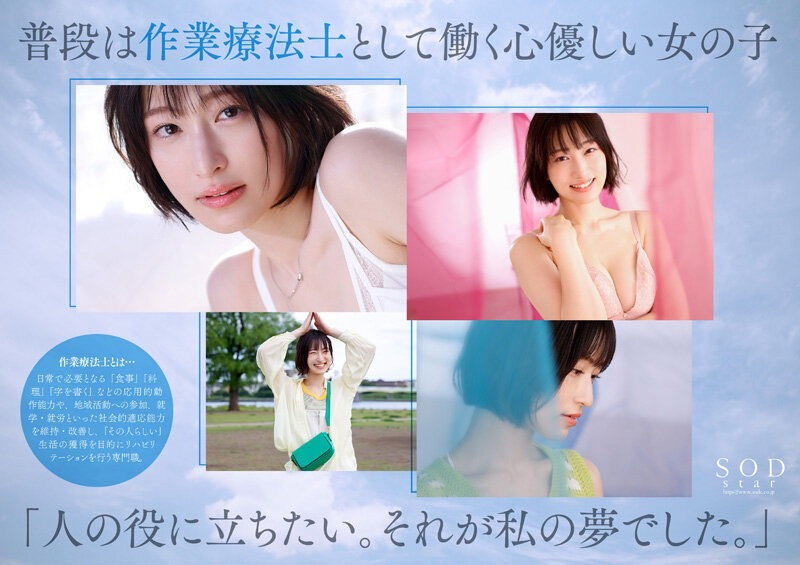 普段は作業療法士として働く心優しい女の子
作業療法士とは…
日常で必要となる「食事」「料
理」「字を書く」などの応用的動
作能力や、地域活動への参加、就
学・就労といった社会的適応能力
を維持・改善し、「その人らしい」
生活の獲得を目的にリハビリ
テーションを行う専門職。
SOD
star
「人の役に立ちたい。それが私の夢でした。」